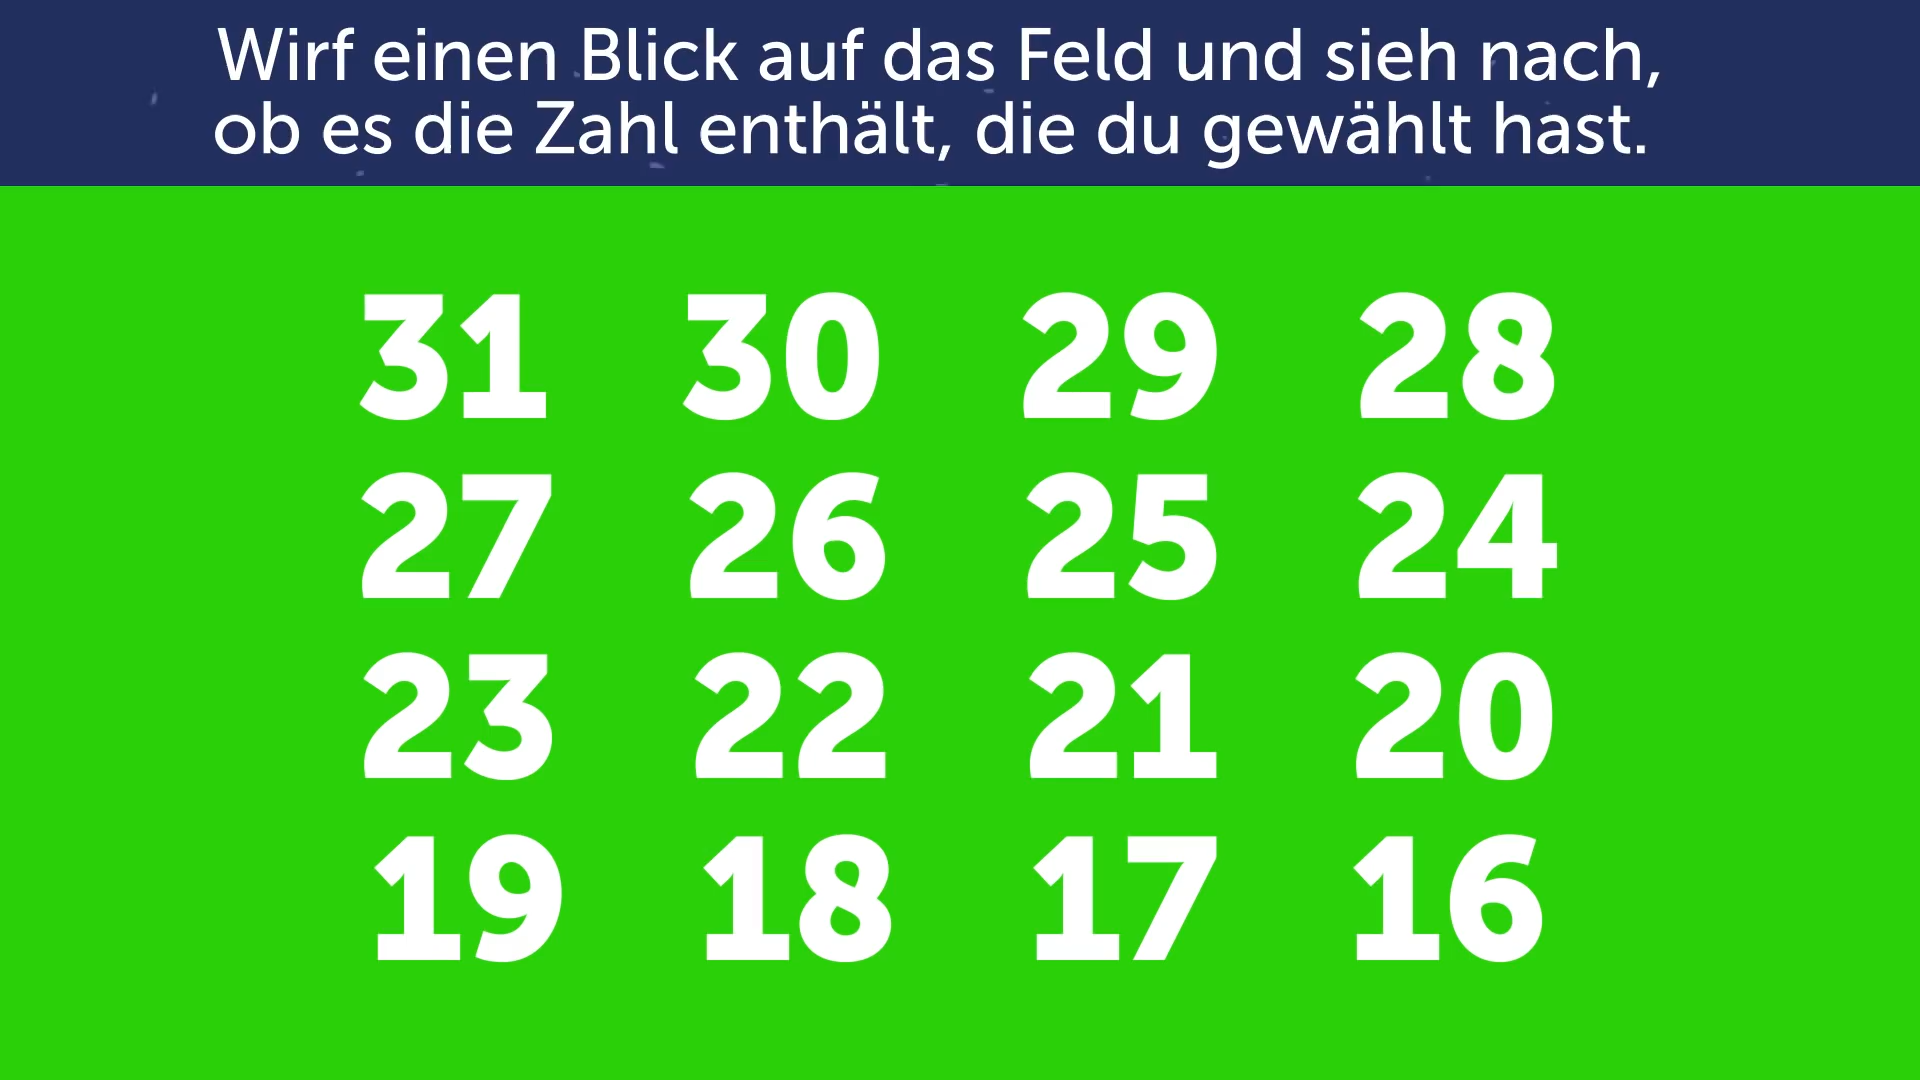 Wirf einen Blick auf das Feld und sieh nach,
ob es die Zahl enthält, die du gewählt hast.
31 30 29 28
27 26 25 24
23 22 21 20
19 18 17 16